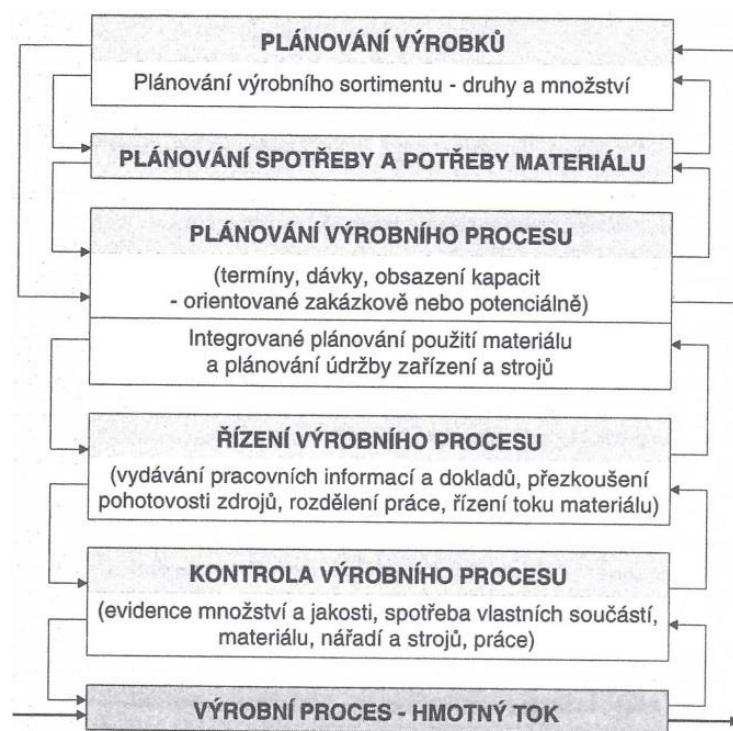 PLÁNOVÁNÍ VÝROBKŮ
Plánování výrobního sortimentu - druhy a množství
PLÁNOVÁNÍ SPOTŘEBY A POTŘEBY MATERIÁLU
PLÁNOVÁNÍ VÝROBNÍHO PROCESU
(termíny, dávky, obsazení kapacit
- orientované zakázkově nebo potenciálně)
Integrované plánování použití materiálu
a plánování údržby zařízení a strojů
ŘÍZENÍ VÝROBNÍHO PROCESU
(vydávání pracovních informací a dokladů, přezkoušení
pohotovosti zdrojů, rozdělení práce, řízení toku materiálu)
KONTROLA VÝROBNÍHO PROCESU
(evidence množství a jakosti, spotřeba vlastních součástí,
materiálu, nářadí a strojů, práce)
VÝROBNÍ PROCES - HMOTNÝ TOK